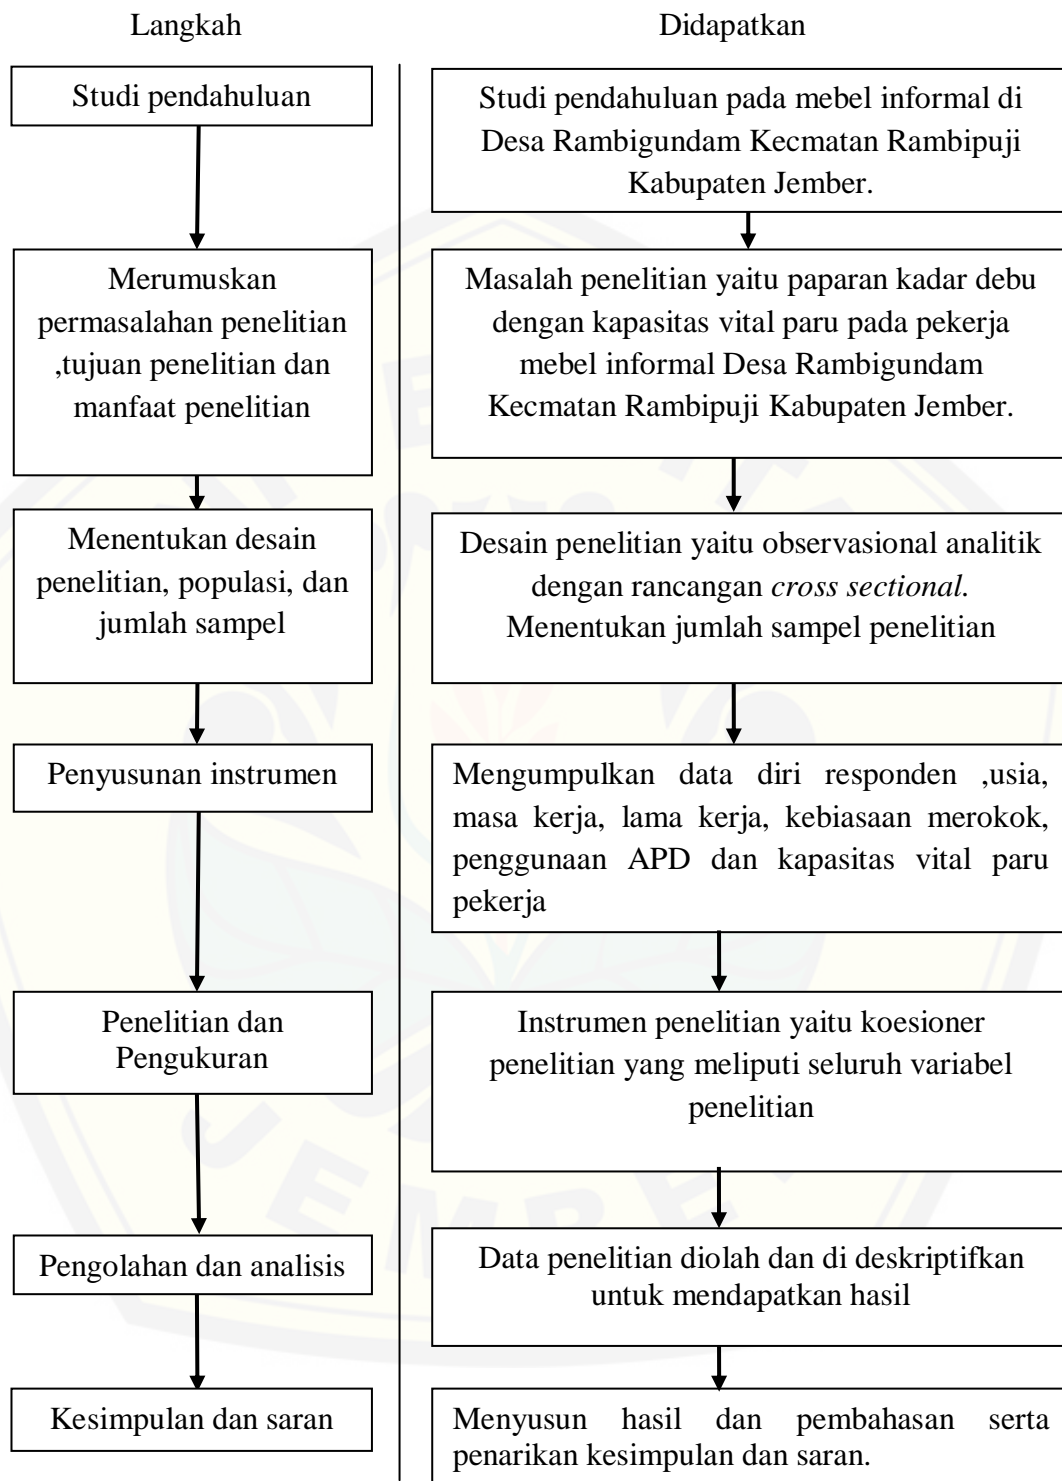 Langkah
Didapatkan
Studi pendahuluan
Studi pendahuluan pada mebel informal di
Desa Rambigundam Kecmatan Rambipuji
Kabupaten Jember.
Merumuskan
permasalahan penelitian
,tujuan penelitian dan
manfaat penelitian
Masalah penelitian yaitu paparan kadar debu
dengan kapasitas vital paru pada pekerja
mebel informal Desa Rambigundam
Kecmatan Rambipuji Kabupaten Jember.
Menentukan desain
penelitian, populasi, dan
jumlah sampel
Desain penelitian yaitu observasional analitik
dengan rancangan cross sectional.
Menentukan jumlah sampel penelitian
Penyusunan instrumen
Mengumpulkan data diri responden ,usia,
masa kerja, lama kerja, kebiasaan merokok,
penggunaan APD dan kapasitas vital paru
pekerja
Penelitian dan
Pengukuran
Instrumen penelitian yaitu koesioner
penelitian yang meliputi seluruh variabel
penelitian
Pengolahan dan analisis
Data penelitian diolah dan di deskriptifkan
untuk mendapatkan hasil
Kesimpulan dan saran
Menyusun hasil dan pembahasan serta
penarikan kesimpulan dan saran.